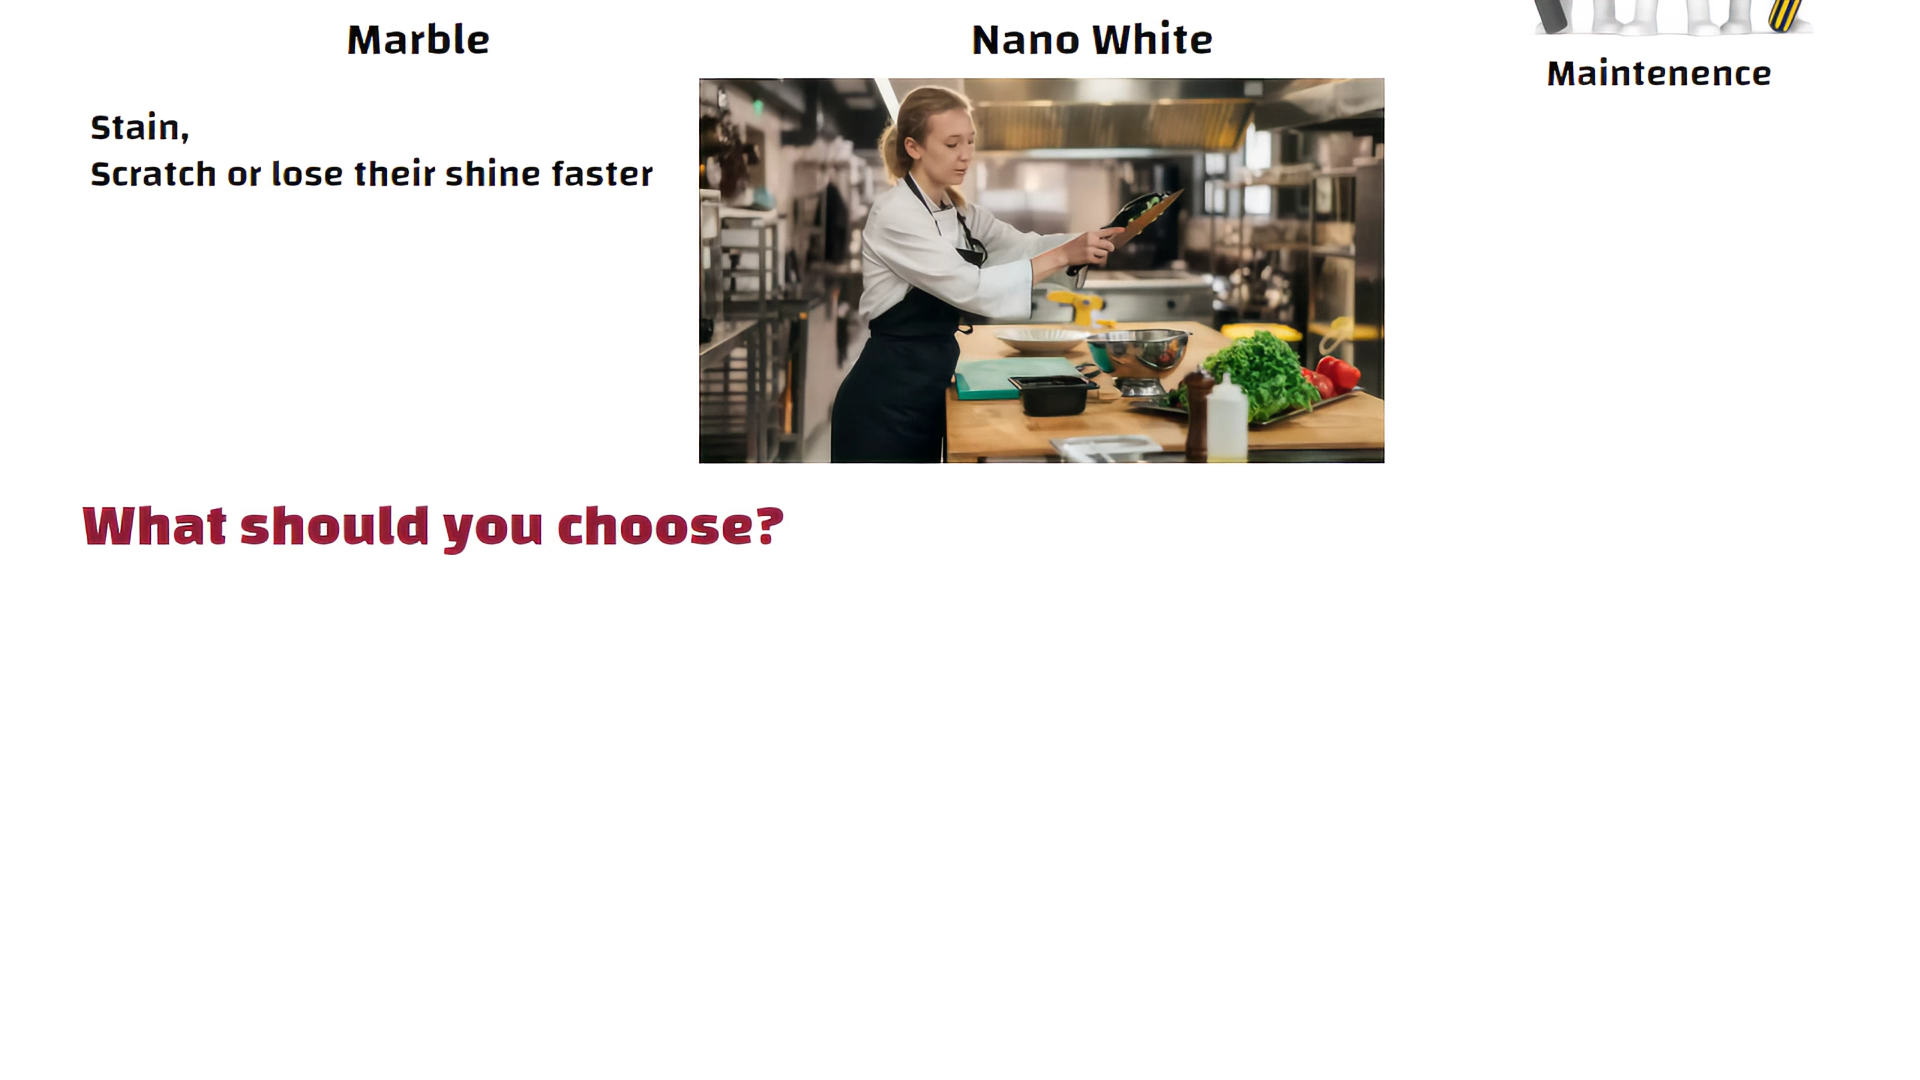 Marble
Nano White
Maintenence
Stain,
Scratch or lose their shine faster
What should you choose?